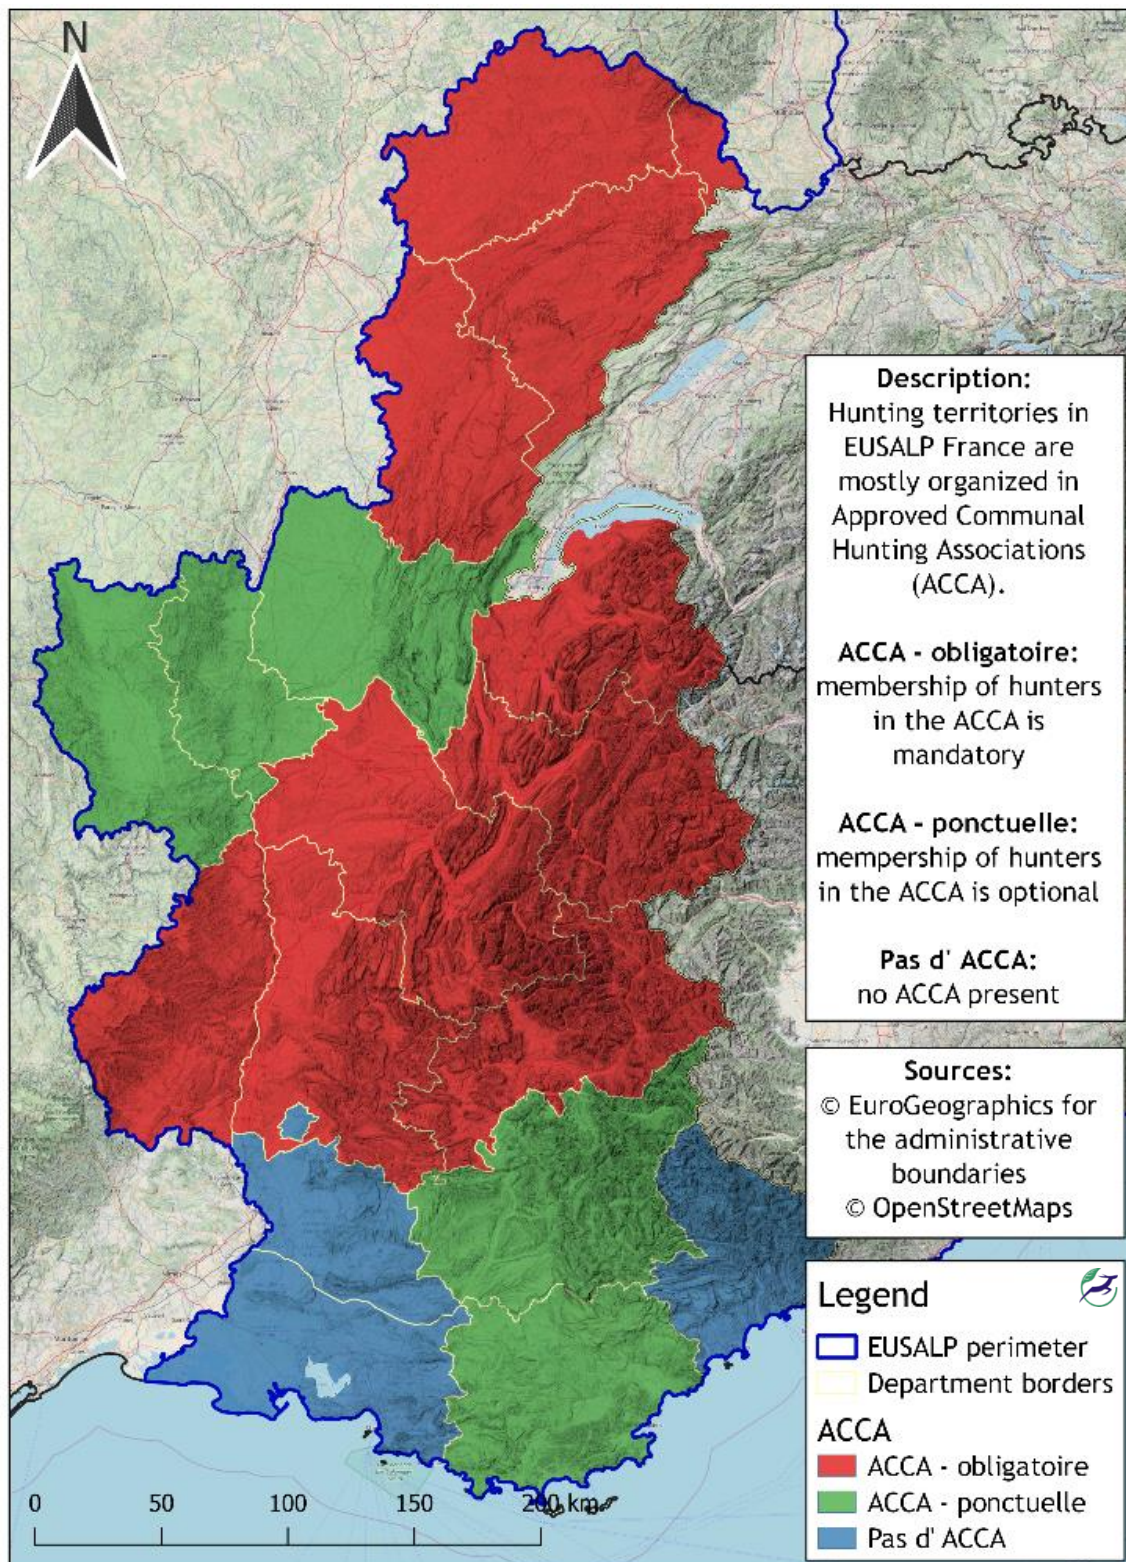 N
Description:
Hunting territories in
EUSALP France are
mostly organized in
Approved Communal
Hunting Associations
(ACCA).
ACCA - obligatoire:
membership of hunters
in the ACCA is
mandatory
ACCA - ponctuelle:
mempership of hunters
in the ACCA is optional
Pas d' ACCA:
no ACCA present
Sources:
© EuroGeographics for
the administrative
boundaries
© OpenStreetMaps
Legend
EUSALP perimeter
Department borders
ACCA
ACCA - obligatoire
ACCA - ponctuelle
Pas d' ACCA
0 50 100 150 200 km